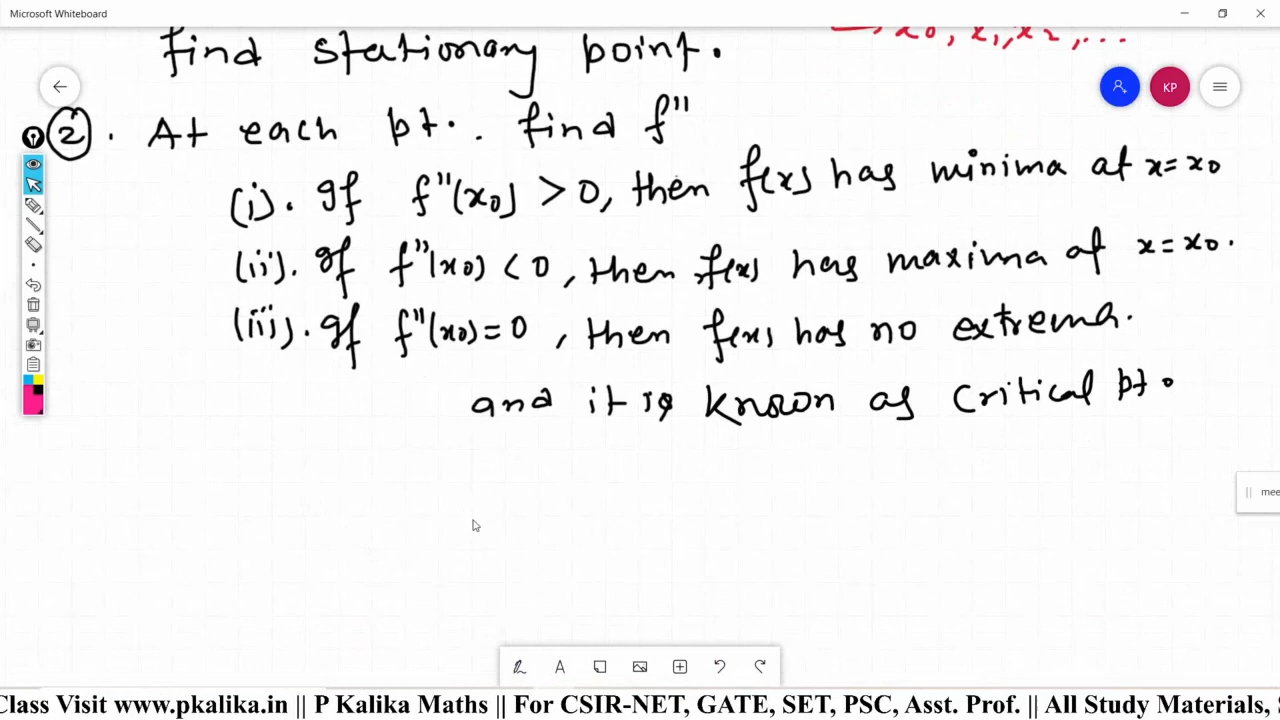 Microsoft Whiteboard
find stationary point.
x0, x1, x2, ...
KP
2. At each pt. find f"
(i). If f"(x0) > 0, then f(x) has minima at x = x0
(ii). If f"(x0) < 0, then f(x) has maxima at x = x0.
(iii). If f"(x0) = 0, then f(x) has no extrema.
and it is known as critical pt.
mee
Class Visit www.pkalika.in || P Kalika Maths || For CSIR-NET, GATE, SET, PSC, Asst. Prof. || All Study Materials, S